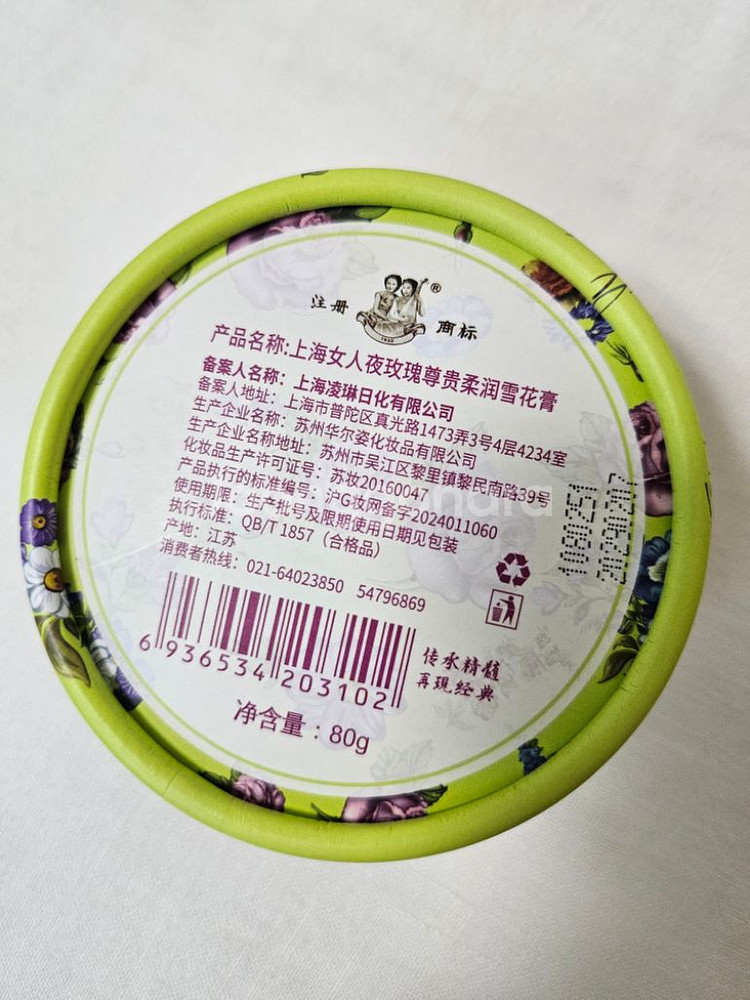 注册 ® 商标
产品名称:上海女人夜玫瑰尊贵柔润雪花膏
备案人名称：上海凌琳日化有限公司
备案人地址：上海市普陀区真光路1473弄3号4层4234室
生产企业名称：苏州华尔姿化妆品有限公司
生产企业名称地址：苏州市吴江区黎里镇黎民南路39号
化妆品生产许可证号：苏妆20160047
产品执行的标准编号：沪G妆网备字2024011060
使用期限：生产批号及限期使用日期见包装
执行标准：QB/T 1857（合格品）
产地：江苏
消费者热线：021-64023850 54796869
6 936534 203102
传承精髓
再现经典
净含量：80g
20290807